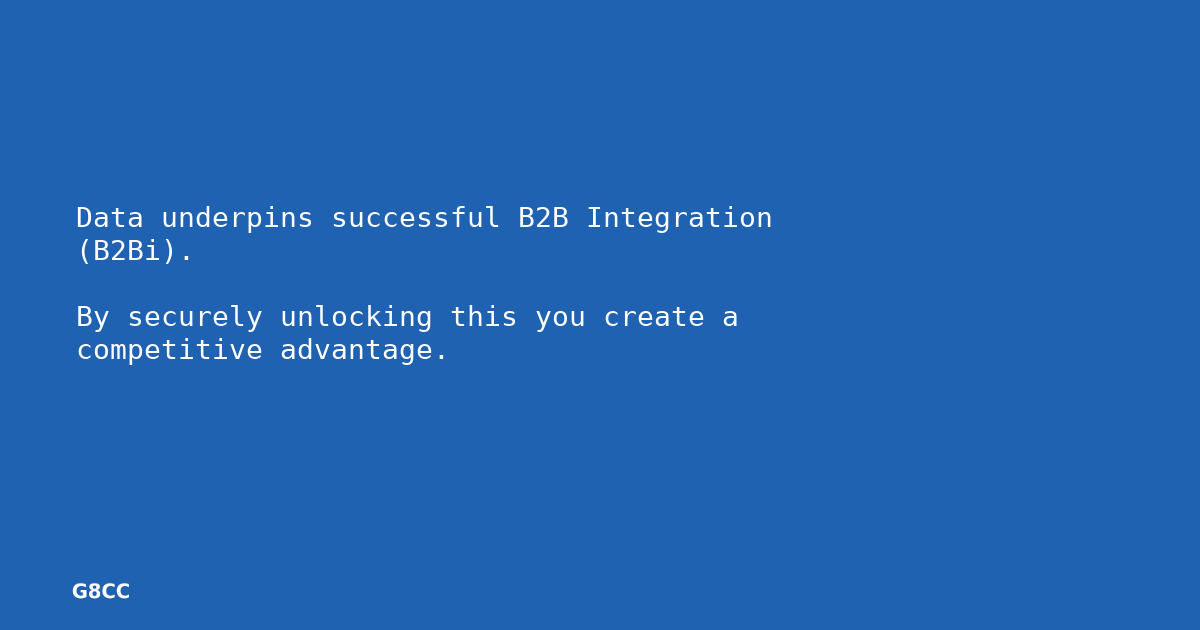 Data underpins successful B2B Integration
(B2Bi).
By securely unlocking this you create a
competitive advantage.
G8CC